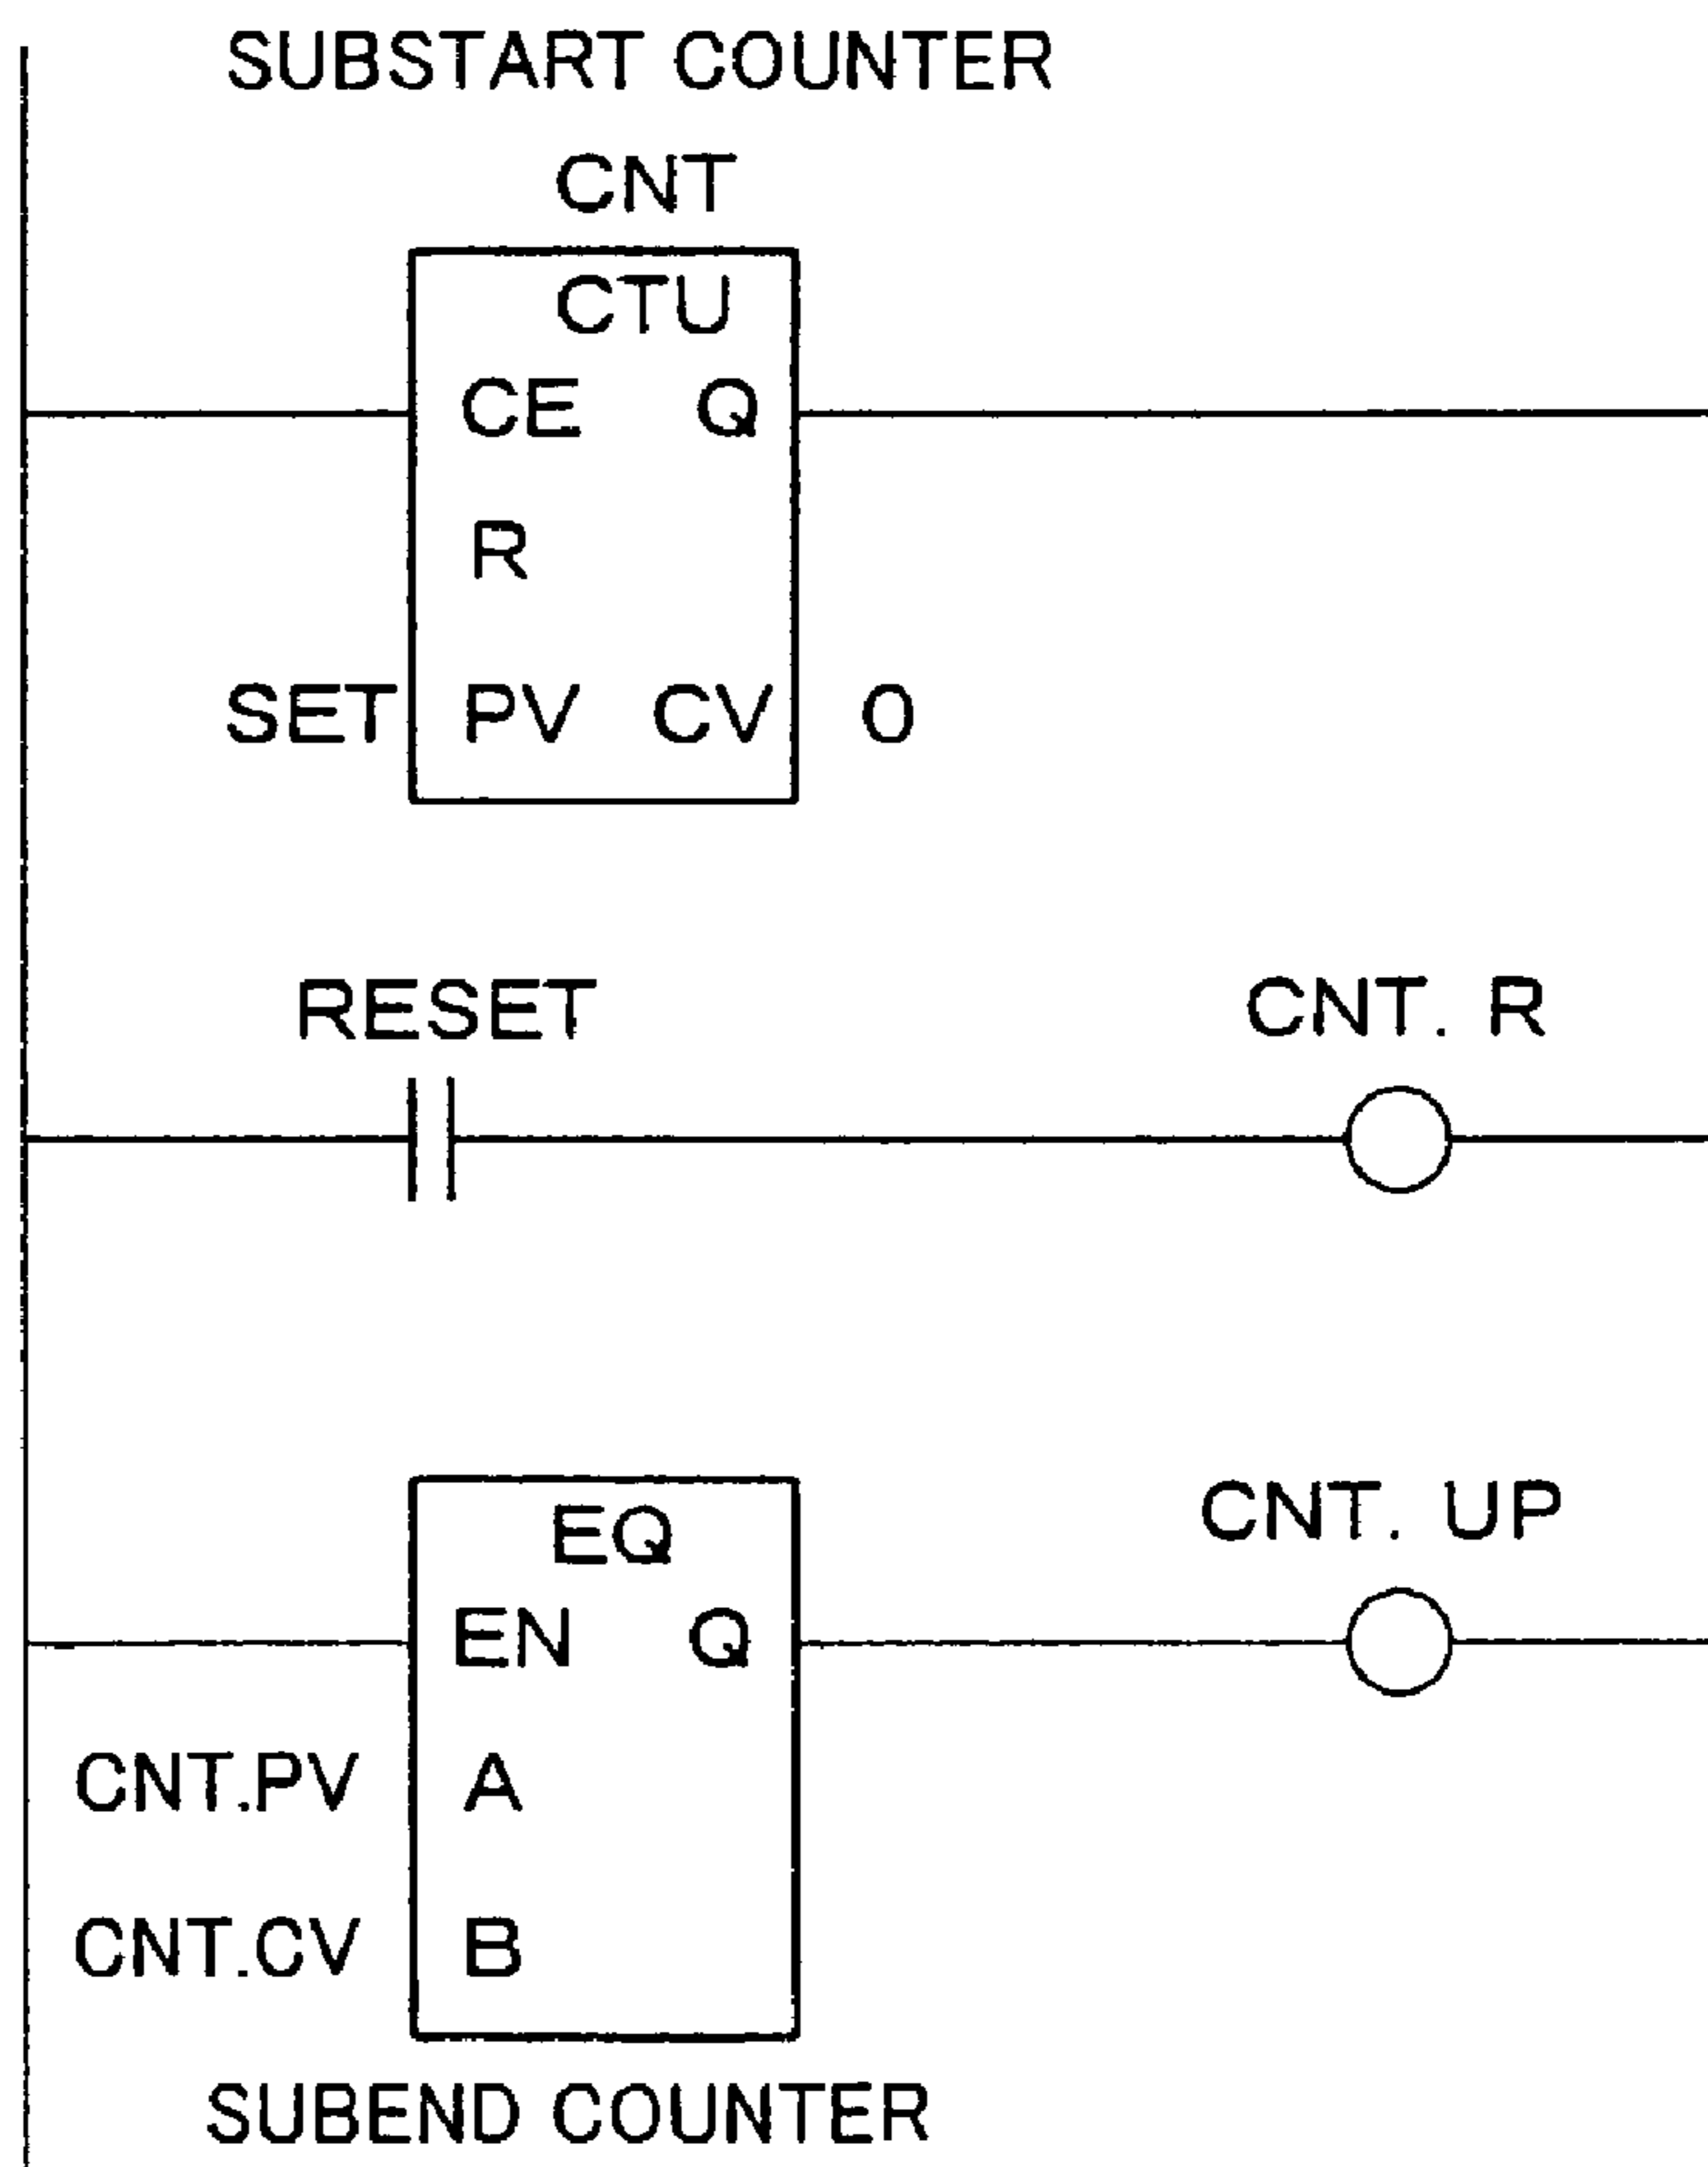 SUBSTART COUNTER
CNT
CTU
CE Q
R
SET PV CV 0
RESET CNT. R
EQ CNT. UP
EN Q
CNT.PV A
CNT.CV B
SUBEND COUNTER